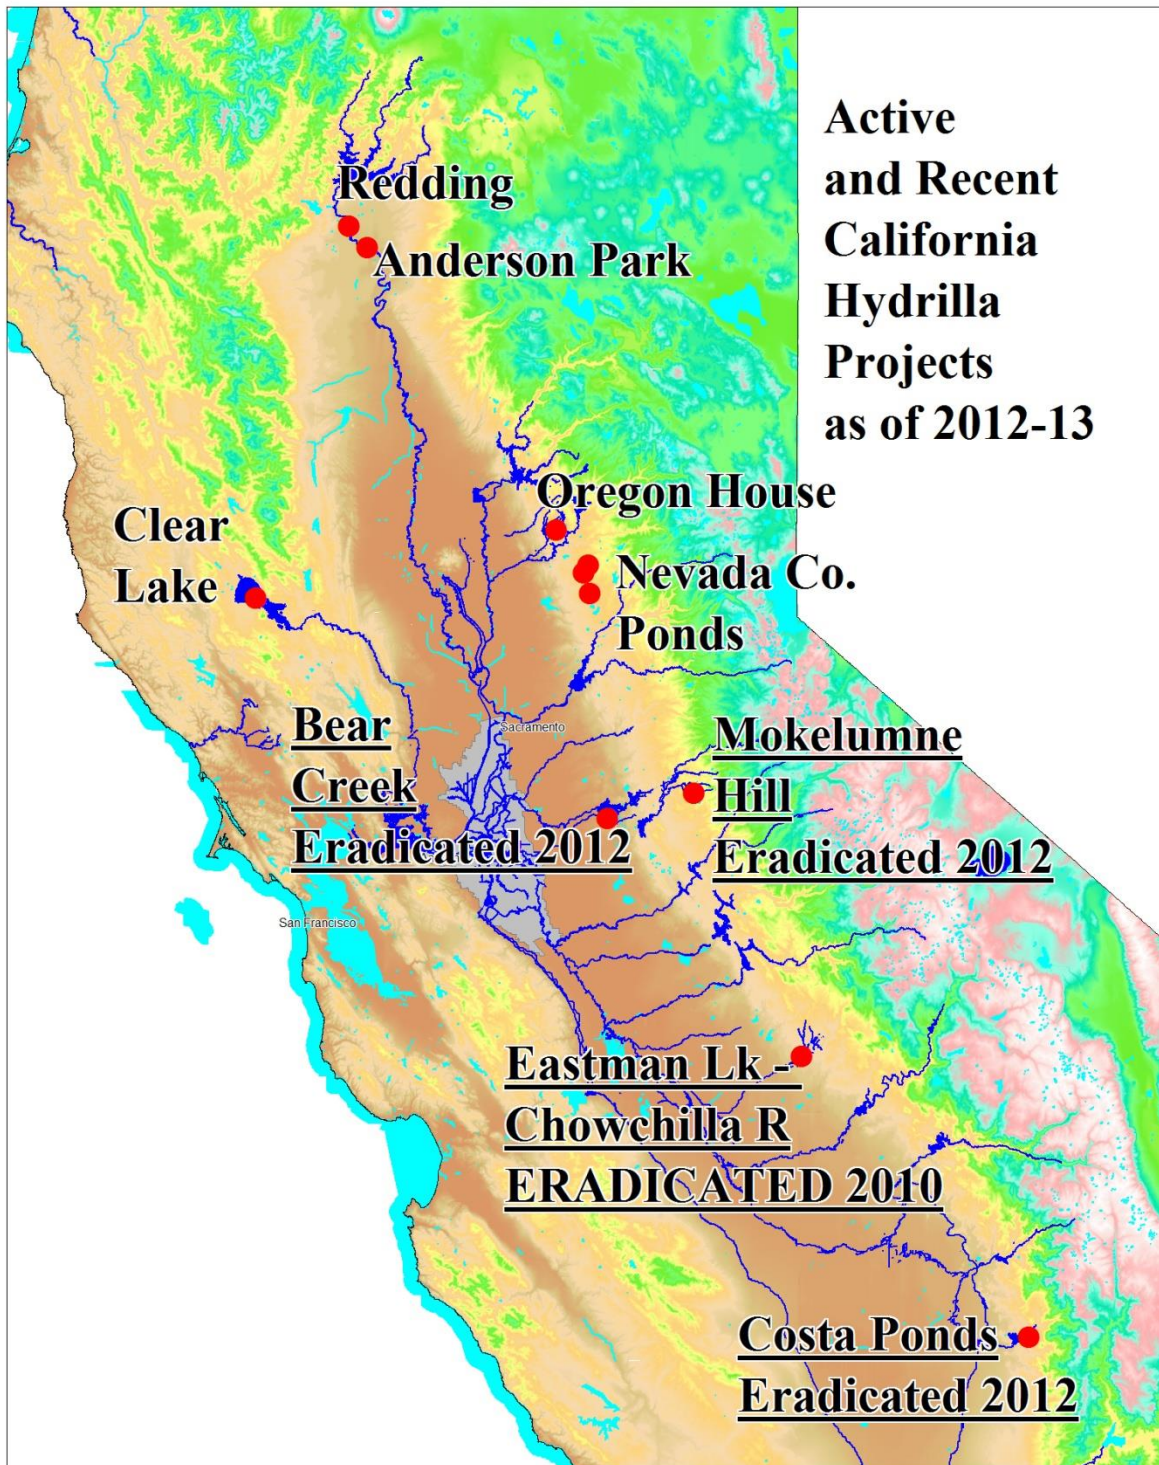 Active
and Recent
California
Hydrilla
Projects
as of 2012-13
Redding
Anderson Park
Oregon House
Clear
Lake
Nevada Co.
Ponds
Sacramento
Bear
Creek
Eradicated 2012
Mokelumne
Hill
Eradicated 2012
San Francisco
Eastman Lk -
Chowchilla R
ERADICATED 2010
Costa Ponds
Eradicated 2012